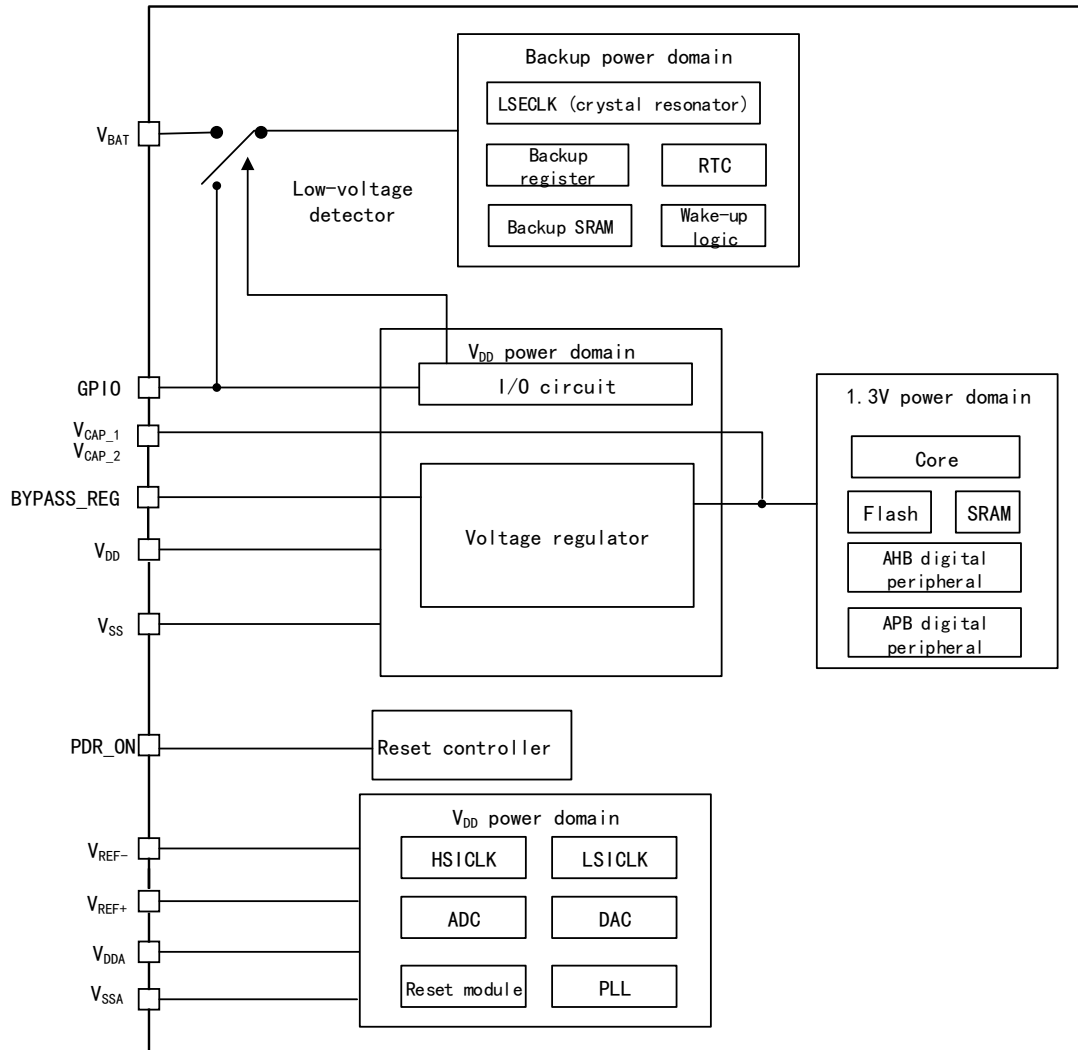 Backup power domain
LSECLK (crystal resonator)
Backup
register
RTC
Backup SRAM
Wake-up
logic
VBAT
Low-voltage
detector
VDD power domain
I/O circuit
GPIO
VCAP_1
VCAP_2
BYPASS_REG
Voltage regulator
VDD
VSS
1.3V power domain
Core
Flash
SRAM
AHB digital
peripheral
APB digital
peripheral
PDR_ON
Reset controller
VDD power domain
HSICLK
LSICLK
VREF-
ADC
DAC
VREF+
VDDA
Reset module
PLL
VSSA